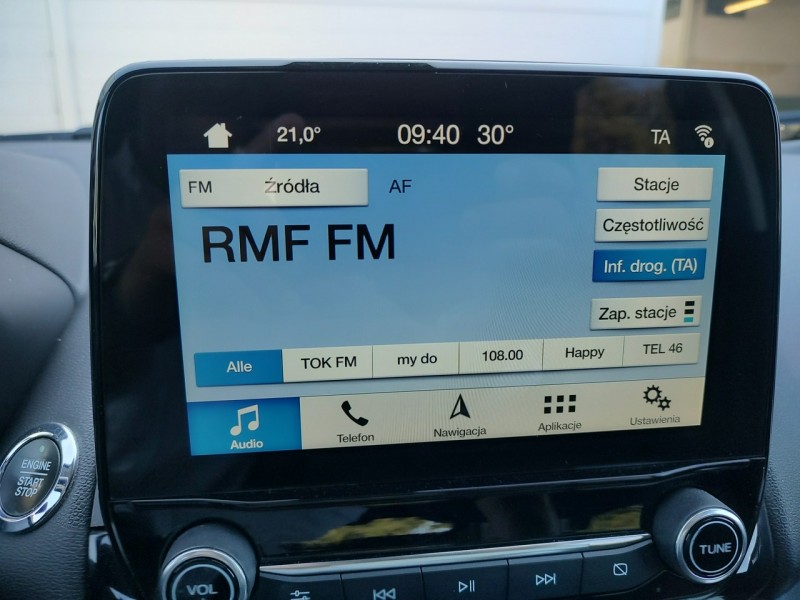 21,0° 09:40 30° TA
FM Źródła AF Stacje
Częstotliwość
RMF FM
Inf. drog. (TA)
Zap. stacje
Alle TOK FM my do 108.00 Happy TEL 46
Audio Telefon Nawigacja Aplikacje Ustawienia
ENGINE
START
STOP
VOL
TUNE